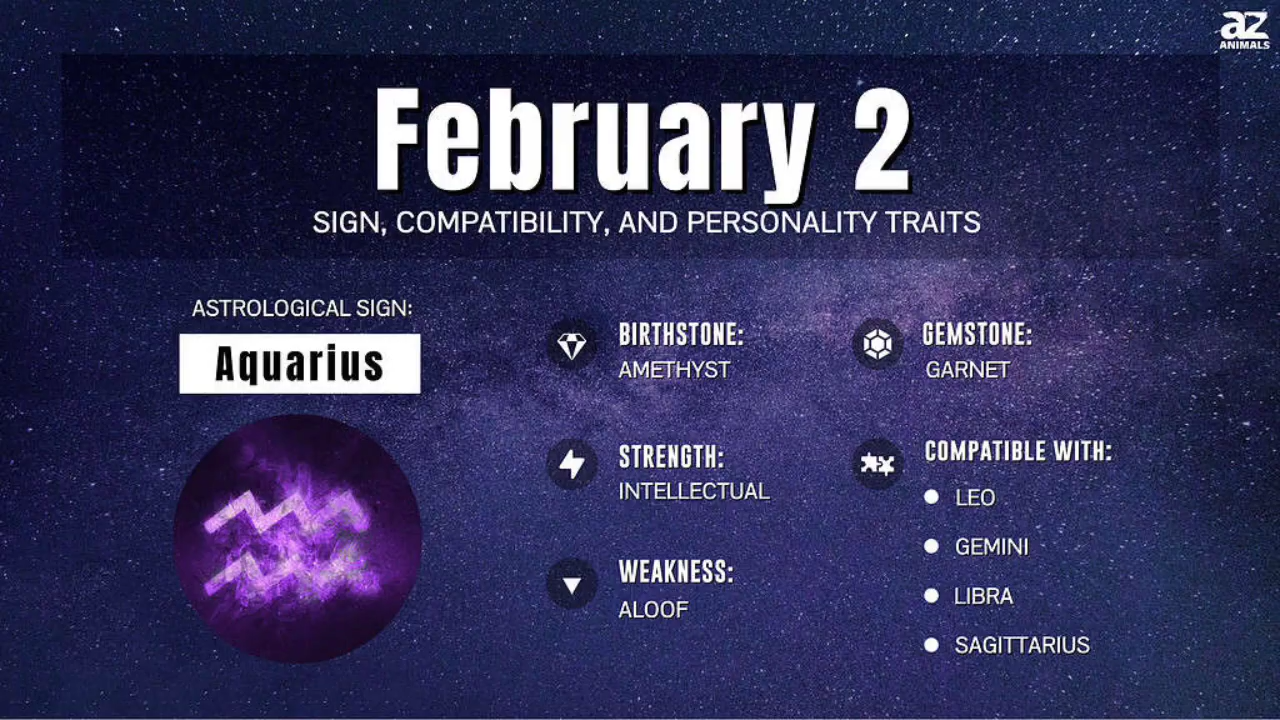 az
ANIMALS
February 2
SIGN, COMPATIBILITY, AND PERSONALITY TRAITS
ASTROLOGICAL SIGN:
Aquarius
BIRTHSTONE:
AMETHYST
GEMSTONE:
GARNET
STRENGTH:
INTELLECTUAL
WEAKNESS:
ALOOF
COMPATIBLE WITH:
LEO
GEMINI
LIBRA
SAGITTARIUS